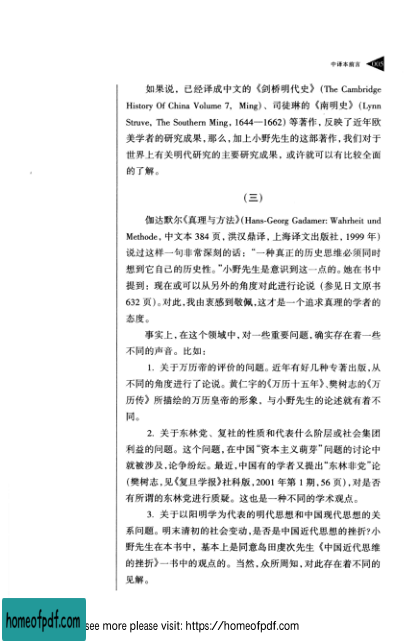 中译本前言 005
如果说，已经译成中文的《剑桥明代史》(The Cambridge
History Of China Volume 7，Ming)、司徒琳的《南明史》(Lynn
Struve，The Southern Ming，1644—1662)等著作，反映了近年欧
美学者的研究成果，那么，加上小野先生的这部著作，我们对于
世界上有关明代研究的主要研究成果，或许就可以有比较全面
的了解。
(三)
伽达默尔《真理与方法》(Hans-Georg Gadamer: Wahrheit und
Methode，中文本 384 页，洪汉鼎译，上海译文出版社，1999 年)
说过这样一句非常深刻的话：“一种真正的历史思维必须同时
想到它自己的历史性。”小野先生是意识到这一点的。她在书中
提到：现在或可以从另外的角度对此进行论说（参见日文原书
632 页）。对此，我由衷感到敬佩，这才是一个追求真理的学者的
态度。
事实上，在这个领域中，对一些重要问题，确实存在着一些
不同的声音。比如：
1. 关于万历帝的评价的问题。近年有好几种专著出版，从
不同的角度进行了论说。黄仁宇的《万历十五年》、樊树志的《万
历传》所描绘的万历皇帝的形象，与小野先生的论述就有着不
同。
2. 关于东林党、复社的性质和代表什么阶层或社会集团
利益的问题。这个问题，在中国“资本主义萌芽”问题的讨论中
就被涉及，论争纷纭。最近，中国有的学者又提出“东林非党”论
(樊树志，见《复旦学报》社科版，2001 年第 1 期，56 页)，对是否
有所谓的东林党进行质疑。这也是一种不同的学术观点。
3. 关于以阳明学为代表的明代思想和中国现代思想的关
系问题。明末清初的社会变动，是否是中国近代思想的挫折？小
野先生在本书中，基本上是同意岛田虔次先生《中国近代思维
的挫折》一书中的观点的。当然，众所周知，对此存在着不同的
见解。
homeofpdf.com
see more please visit: https://homeofpdf.com